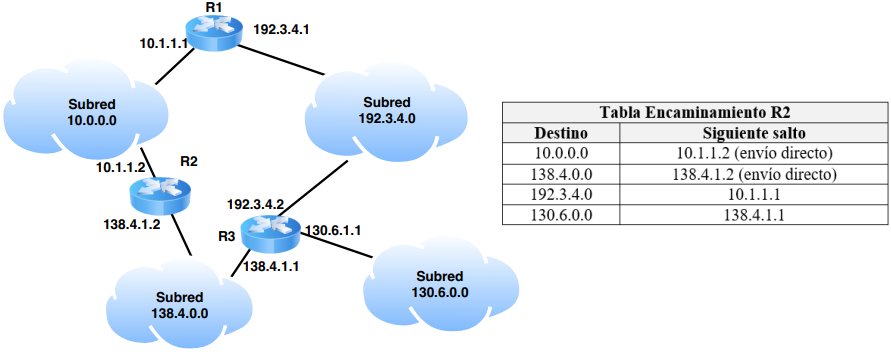 R1
192.3.4.1
10.1.1.1
Subred
10.0.0.0
Subred
192.3.4.0
10.1.1.2
R2
138.4.1.2
192.3.4.2
R3
130.6.1.1
138.4.1.1
Subred
138.4.0.0
Subred
130.6.0.0
Tabla Encaminamiento R2
Destino Siguiente salto
10.0.0.0 10.1.1.2 (envío directo)
138.4.0.0 138.4.1.2 (envío directo)
192.3.4.0 10.1.1.1
130.6.0.0 138.4.1.1